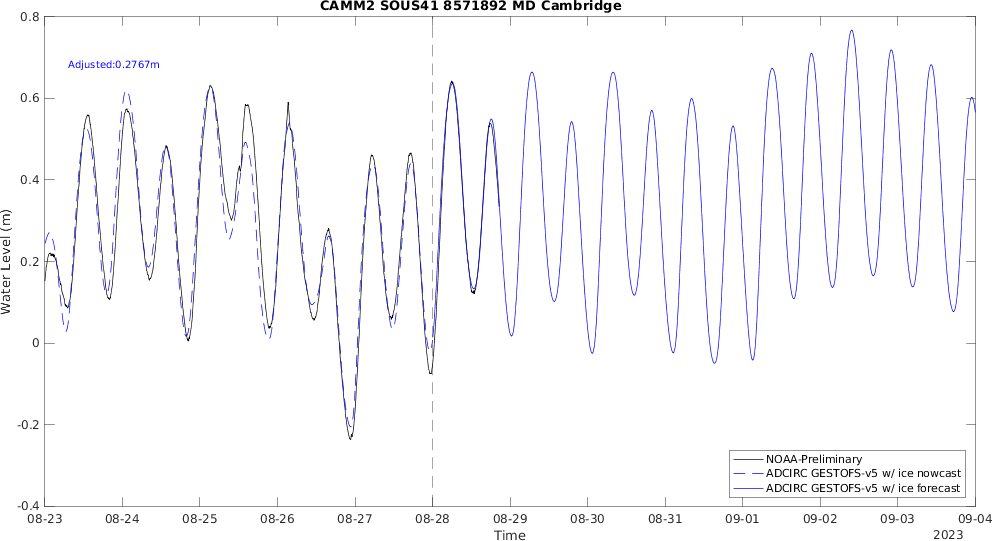 CAMM2 SOUS41 8571892 MD Cambridge
Adjusted:0.2767m
Water Level (m)
0.8
0.6
0.4
0.2
0
-0.2
-0.4
NOAA-Preliminary
ADCIRC GESTOFS-v5 w/ ice nowcast
ADCIRC GESTOFS-v5 w/ ice forecast
08-23 08-24 08-25 08-26 08-27 08-28 08-29 08-30 08-31 09-01 09-02 09-03 09-04
Time
2023